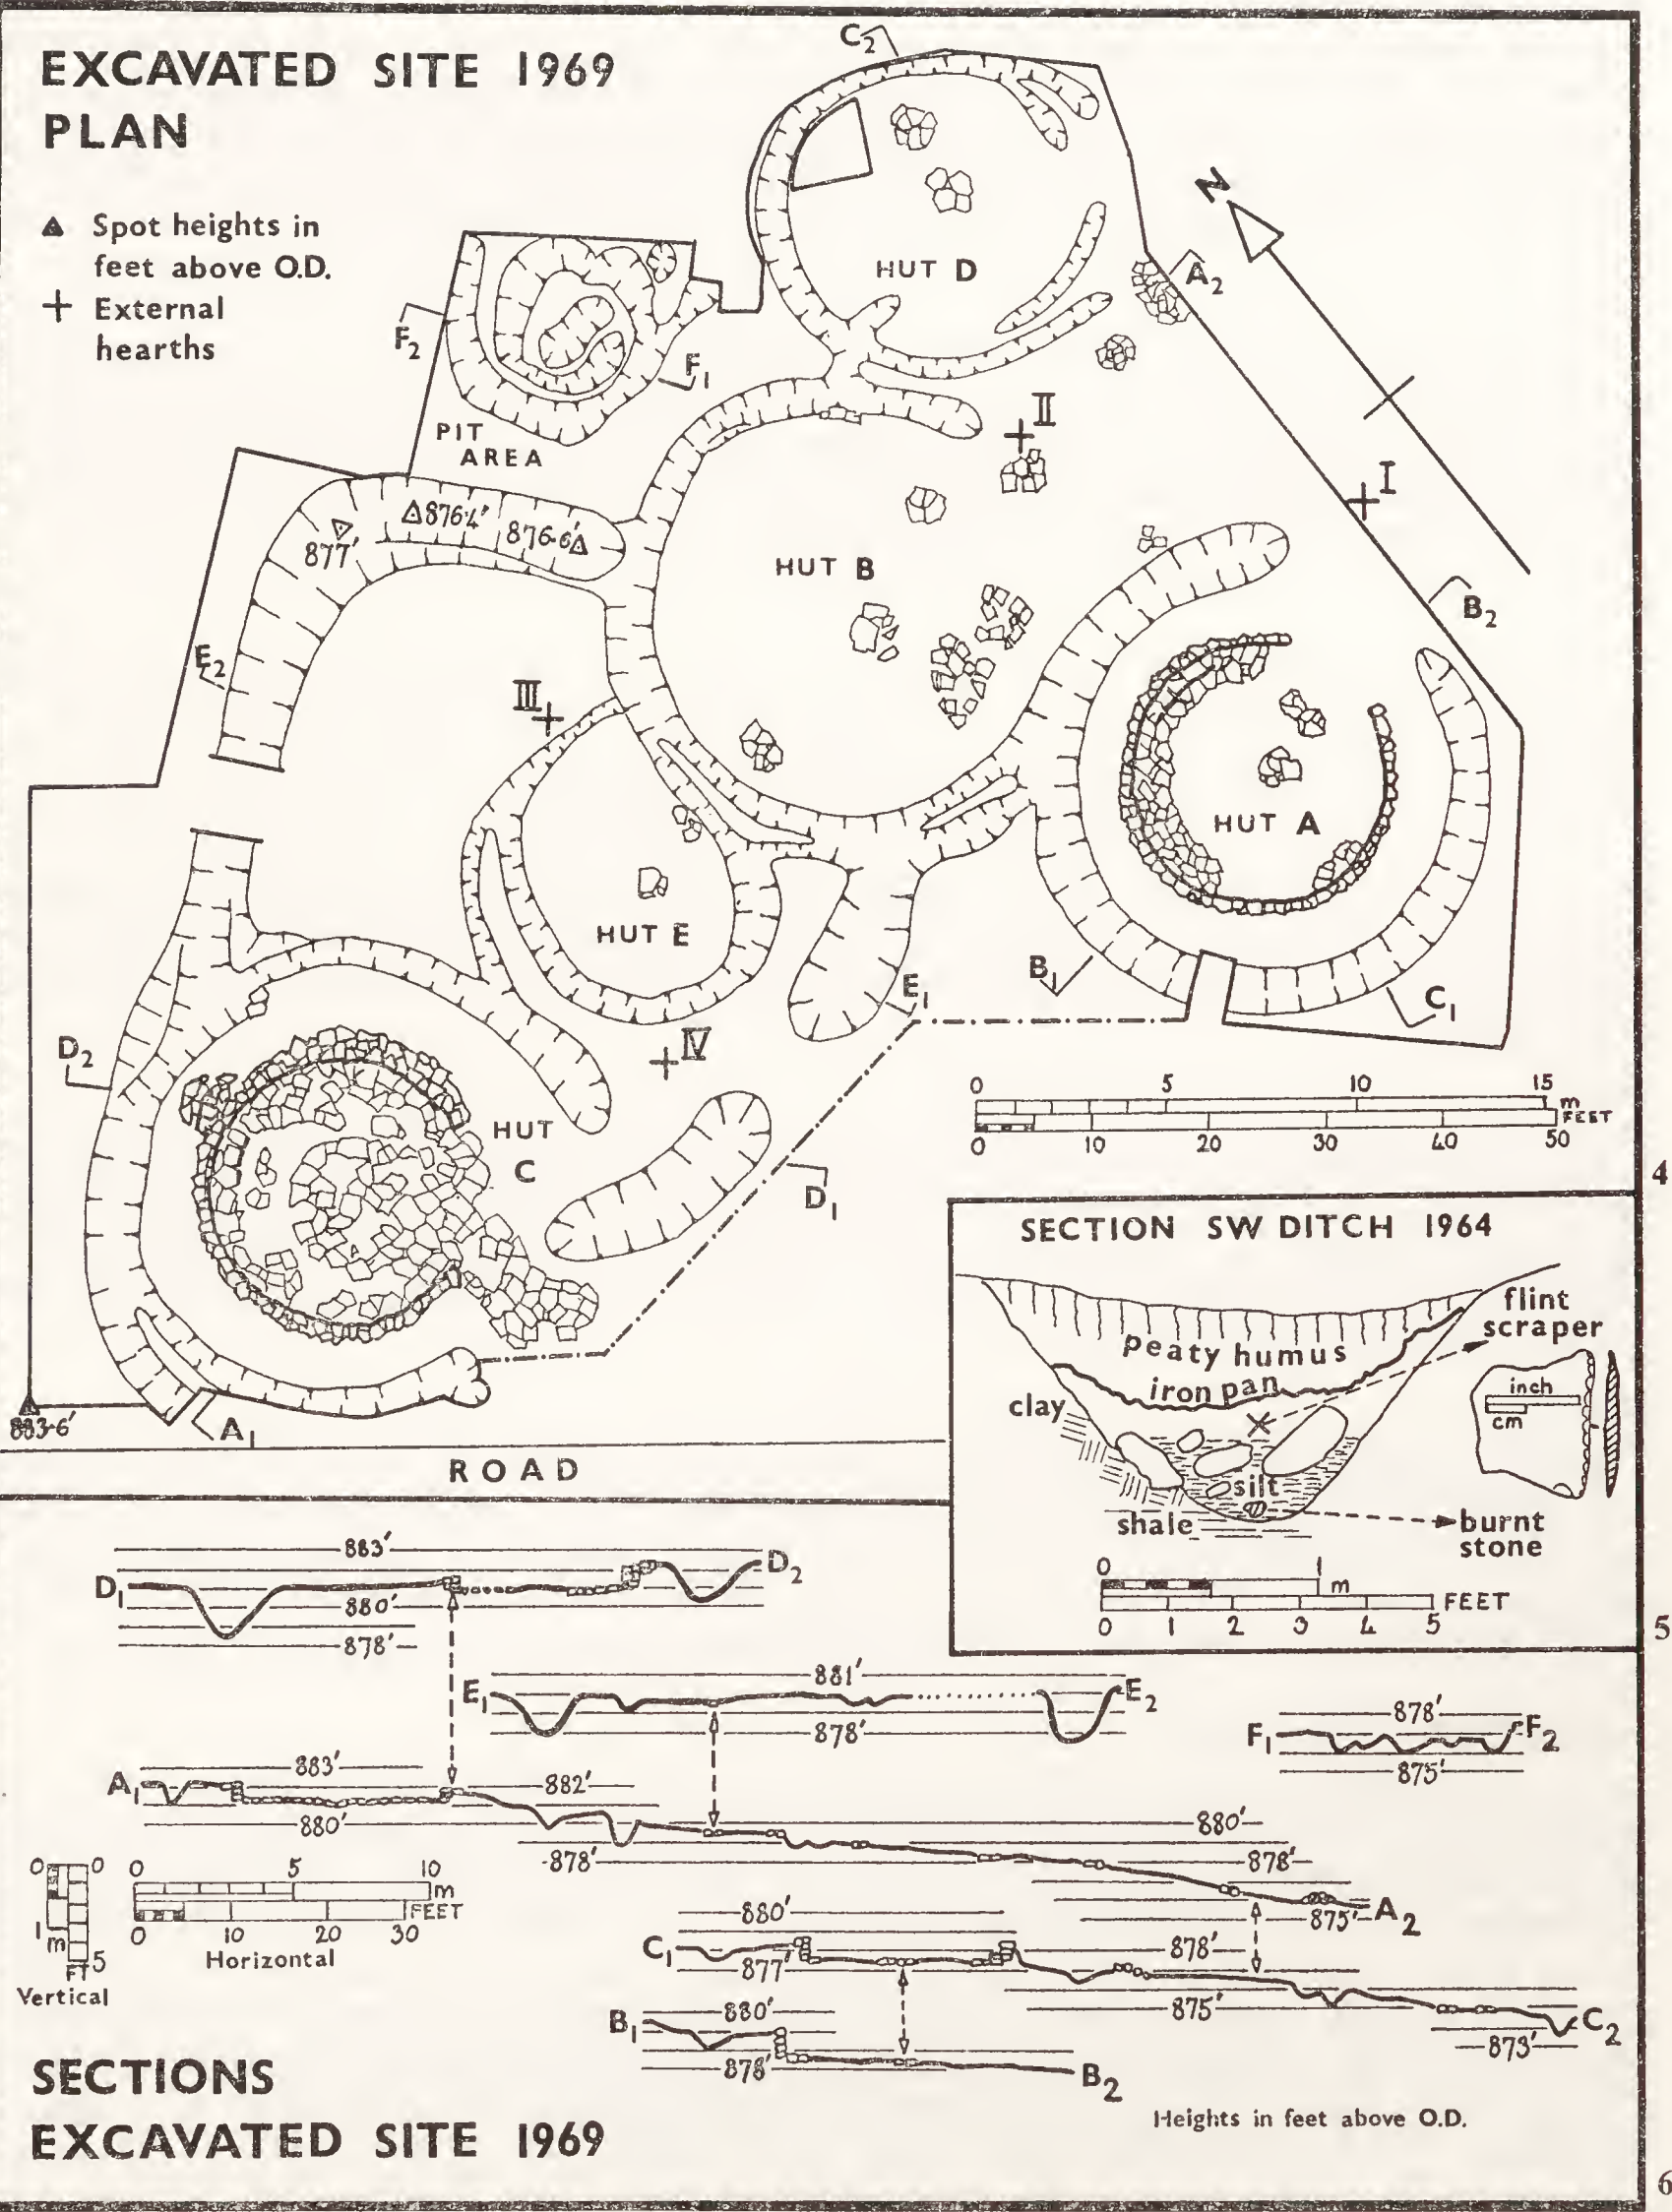 EXCAVATED SITE 1969
PLAN
Spot heights in
feet above O.D.
External
hearths
C2
N
HUT D
A2
F2
F1
PIT
AREA
II
I
876·4'
876·6'
877'
HUT B
B2
E2
III
HUT A
HUT E
B1
E1
C1
IV
D2
HUT
C
D1
0 5 10 15
m
FEET
0 10 20 30 40 50
4
883·6'
A1
ROAD
SECTION SW DITCH 1964
flint
scraper
peaty humus
iron pan
inch
cm
clay
silt
shale
burnt
stone
0 1
m
FEET
0 1 2 3 4 5
5
883'
D1
D2
880'
878'
881'
E1
E2
878'
878'
F1
F2
875'
883'
A1
882'
880'
880'
878'
878'
875'
A2
0 0
1
m
FT 5
Vertical
0 5 10
m
FEET
0 10 20 30
Horizontal
880'
C1
877'
878'
875'
C2
873'
880'
B1
878'
B2
SECTIONS
EXCAVATED SITE 1969
Heights in feet above O.D.
6